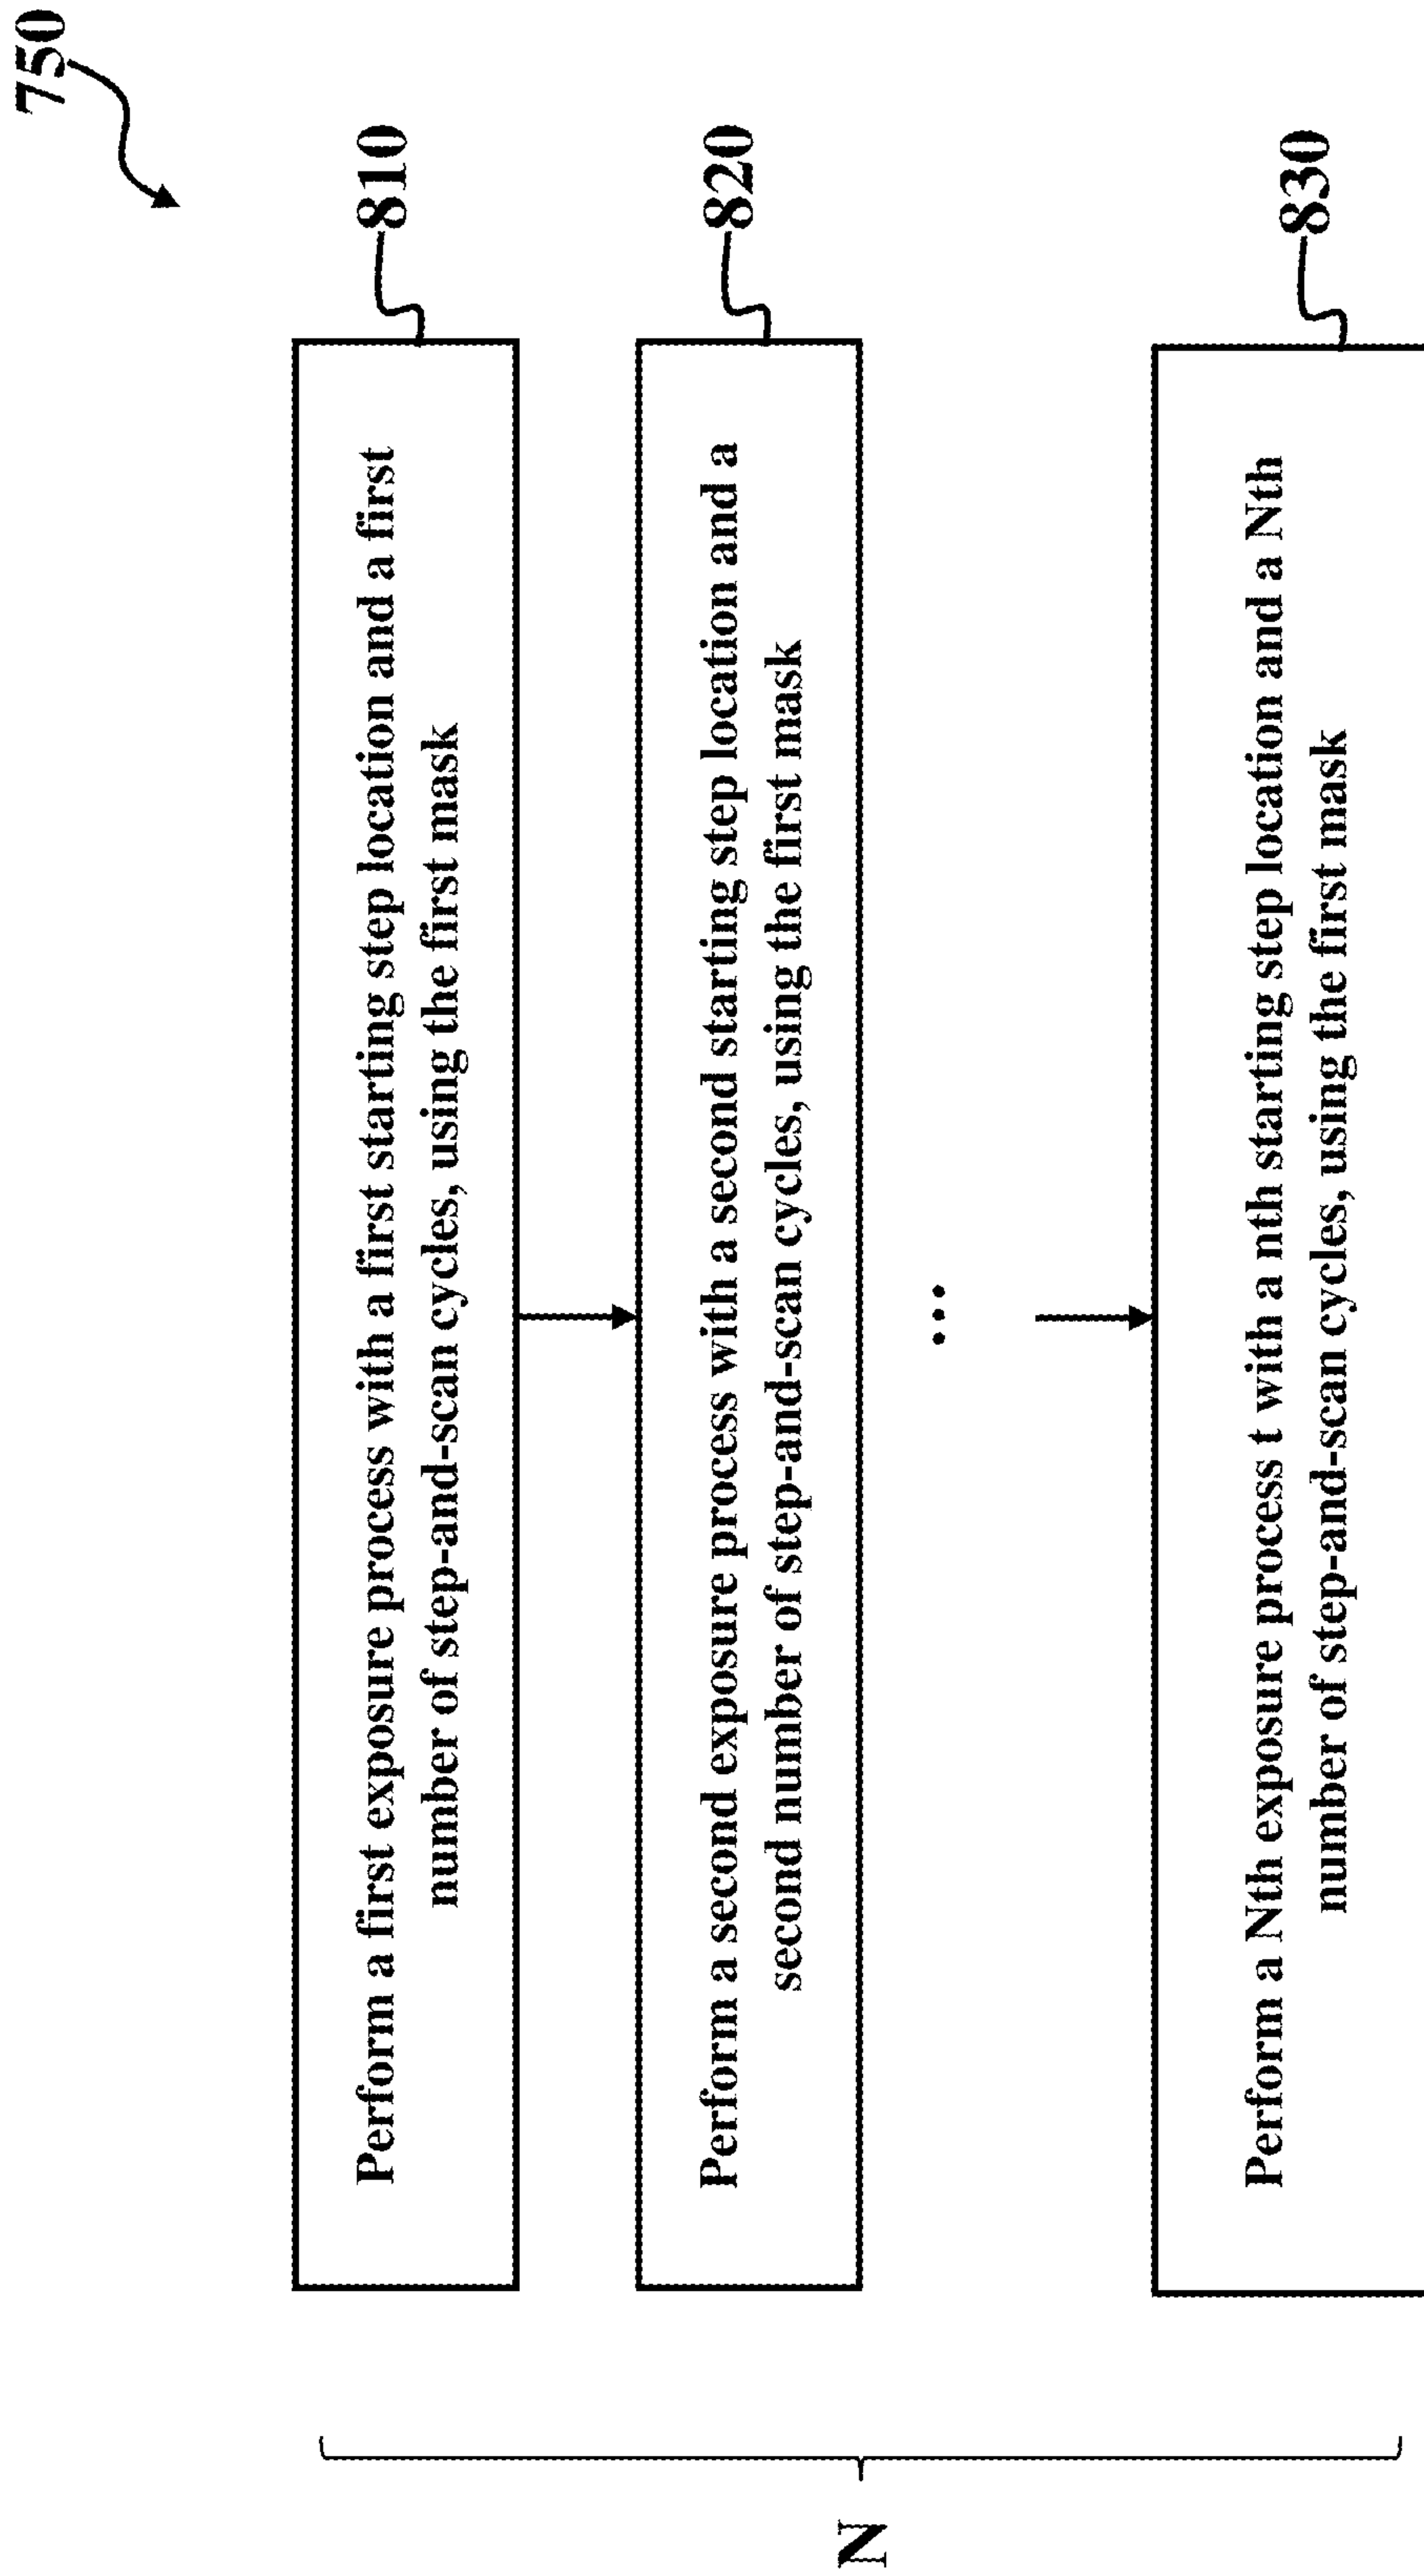 750
810
Perform a first exposure process with a first starting step location and a first
number of step-and-scan cycles, using the first mask
820
Perform a second exposure process with a second starting step location and a
second number of step-and-scan cycles, using the first mask
...
830
Perform a Nth exposure process t with a nth starting step location and a Nth
number of step-and-scan cycles, using the first mask
N